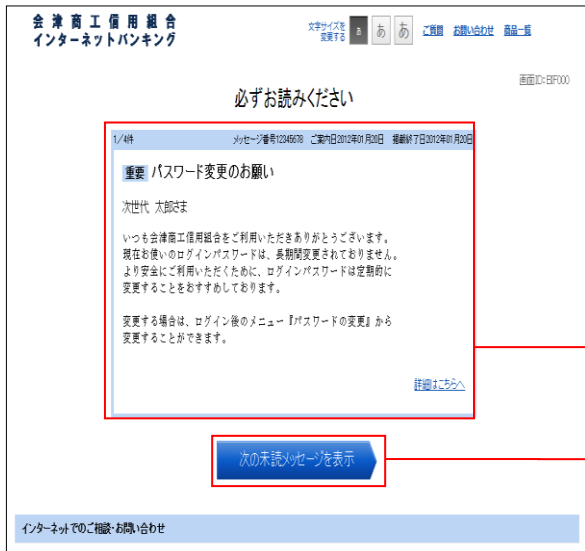 会津商工信用組合
インターネットバンキング
文字サイズを
変更する
あ あ あ
ご質問 お問い合わせ 商品一覧
画面ID:BIF000
必ずお読みください
1/4件 メッセージ番号12345678 ご案内日2012年01月20日 掲載終了日2012年01月20日
重要 パスワード変更のお願い
次世代 太郎さま
いつも会津商工信用組合をご利用いただきありがとうございます。
現在お使いのログインパスワードは、長期間変更されておりません。
より安全にご利用いただくために、ログインパスワードは定期的に
変更することをおすすめしております。
変更する場合は、ログイン後のメニュー『パスワードの変更』から
変更することができます。
詳細はこちらへ
次の未読メッセージを表示
インターネットでのご相談・お問い合わせ